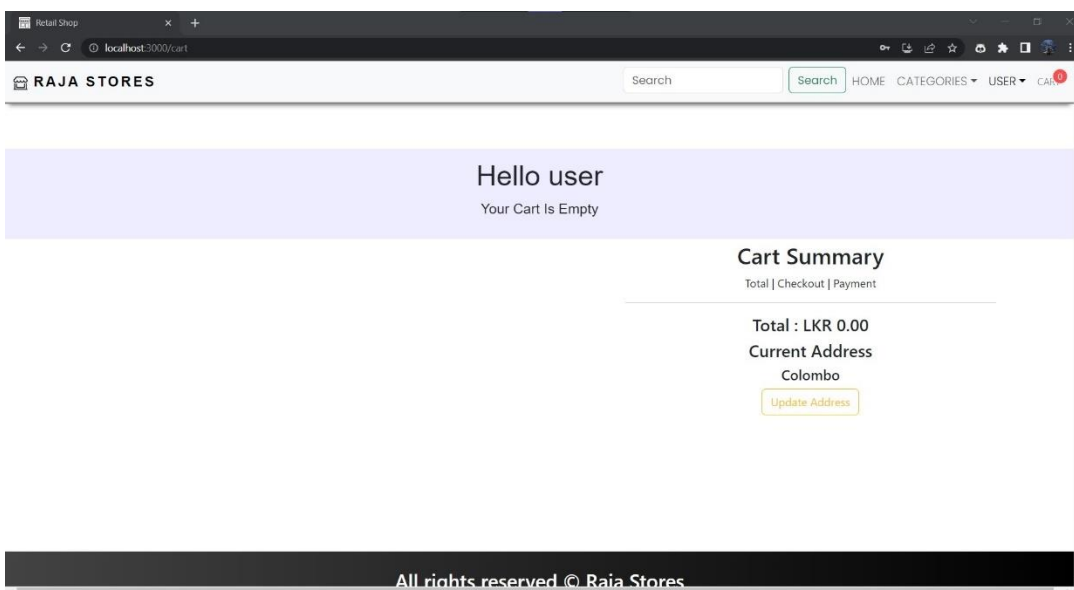 Retail Shop
localhost:3000/cart
RAJA STORES
Search
Search
HOME CATEGORIES USER
0
Hello user
Your Cart Is Empty
Cart Summary
Total | Checkout | Payment
Total : LKR 0.00
Current Address
Colombo
Update Address
All rights reserved © Raja Stores